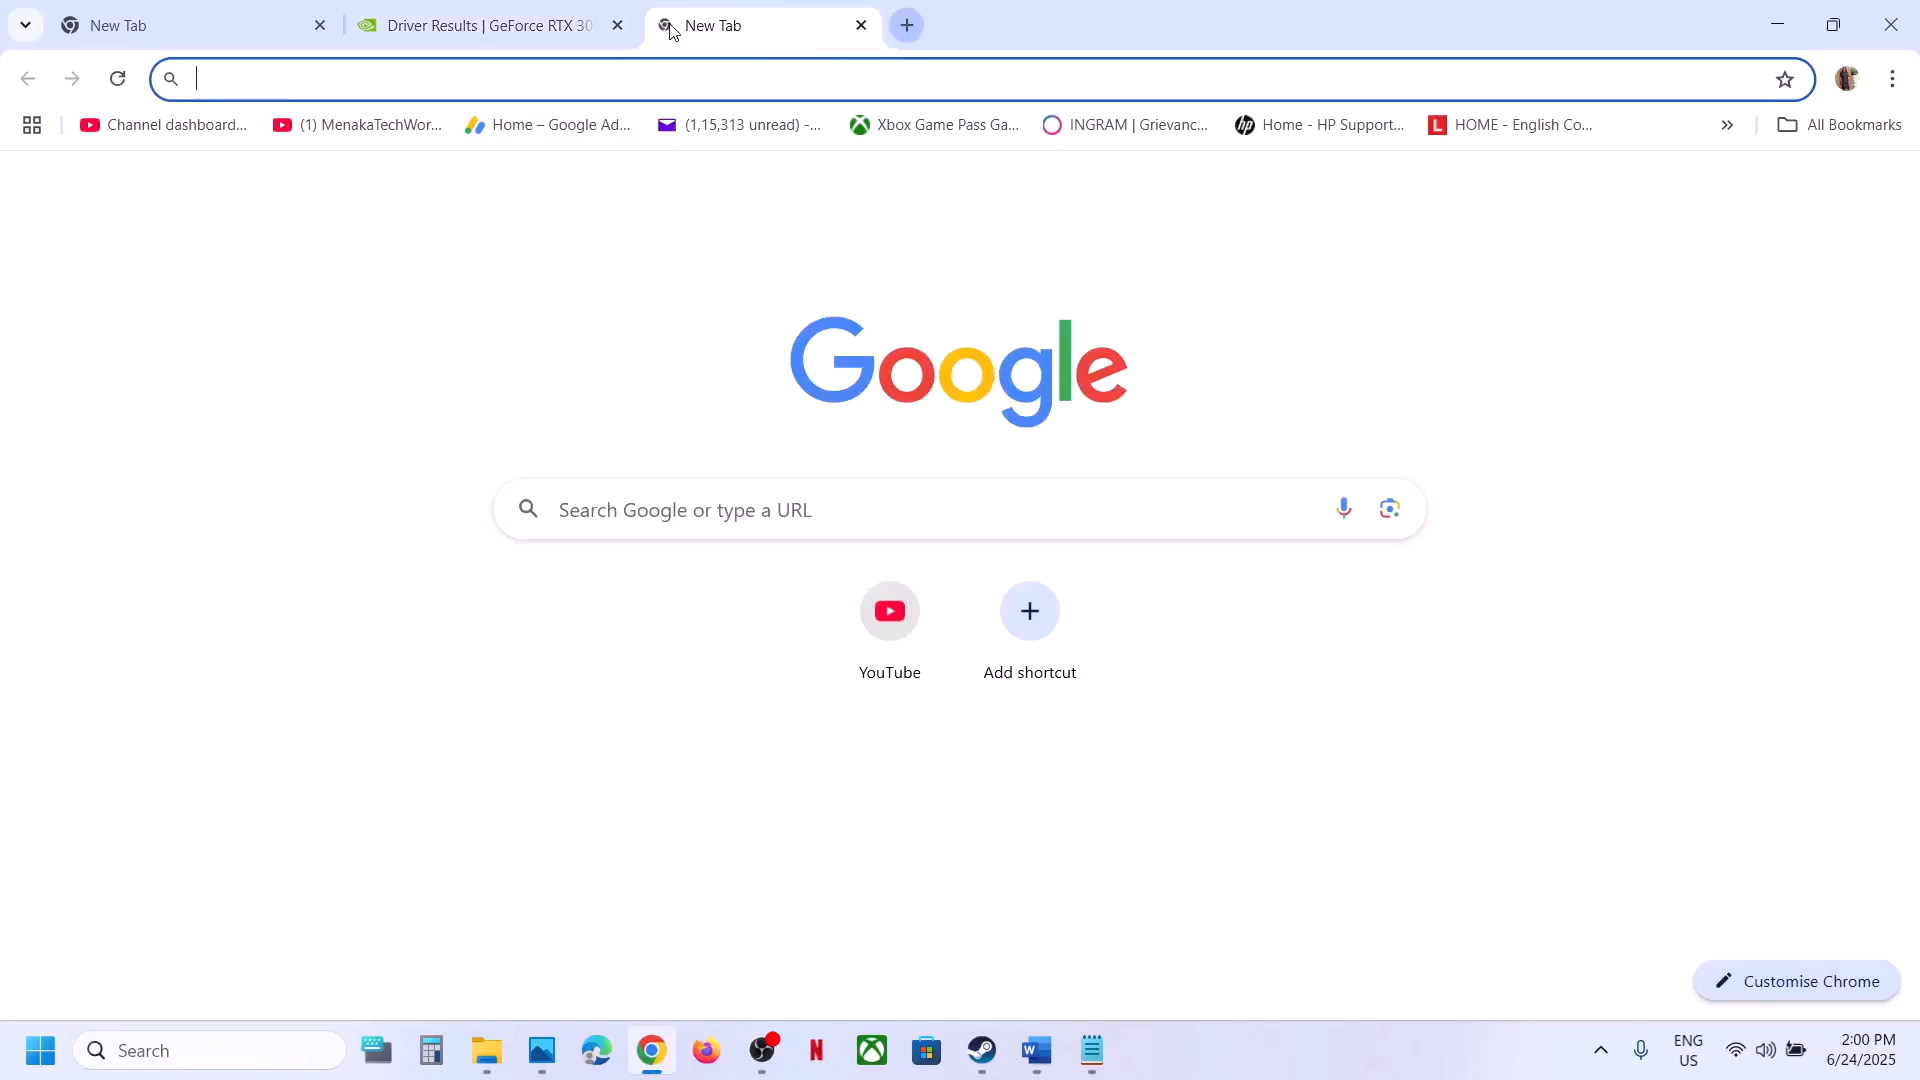 New Tab
Driver Results | GeForce RTX 30
New Tab
Channel dashboard...
(1) MenakaTechWor...
Home – Google Ad...
(1,15,313 unread) -...
Xbox Game Pass Ga...
INGRAM | Grievanc...
Home - HP Support...
HOME - English Co...
All Bookmarks
Google
Search Google or type a URL
YouTube
Add shortcut
Customise Chrome
Search
ENG
US
2:00 PM
6/24/2025